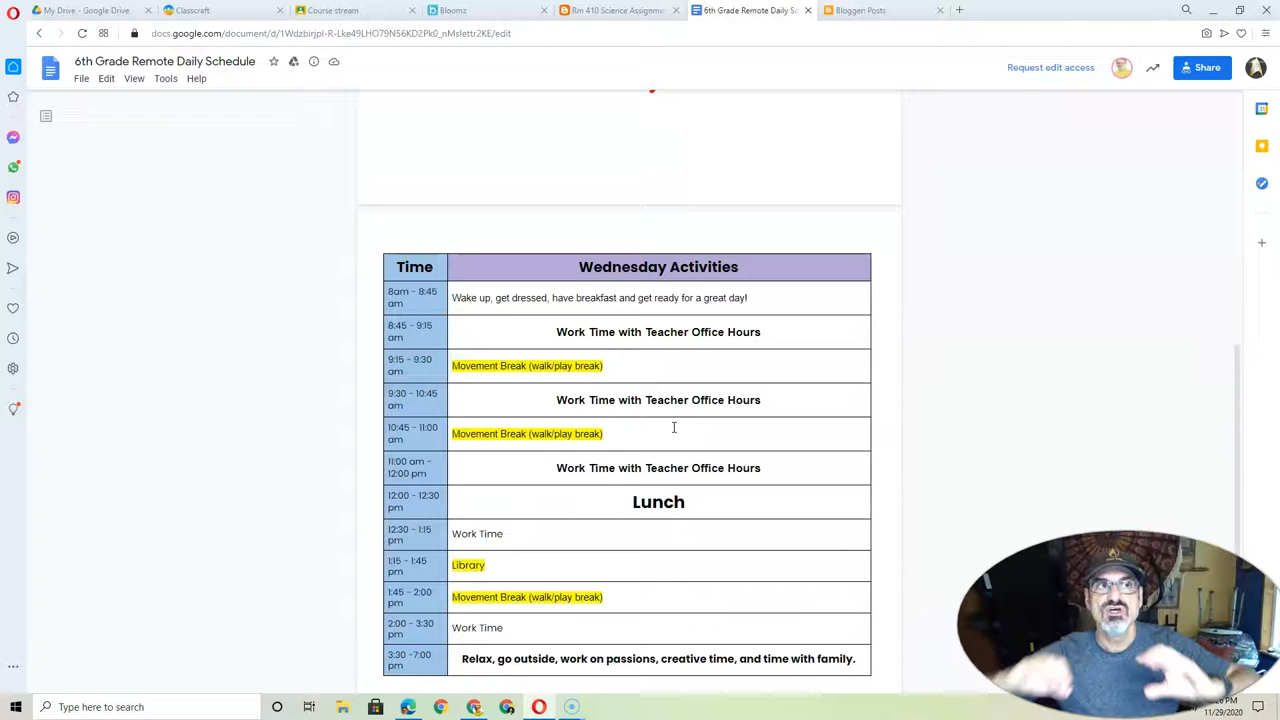 My Drive - Google Drive
Classcraft
Course stream
Bloomz
Rm 410 Science Assignme
6th Grade Remote Daily Sc
Blogger: Posts
docs.google.com/document/d/
/edit
6th Grade Remote Daily Schedule
File Edit View Tools Help
Request edit access
Share
Time
Wednesday Activities
8am - 8:45
am
Wake up, get dressed, have breakfast and get ready for a great day!
8:45 - 9:15
am
Work Time with Teacher Office Hours
9:15 - 9:30
am
Movement Break (walk/play break)
9:30 - 10:45
am
Work Time with Teacher Office Hours
10:45 - 11:00
am
Movement Break (walk/play break)
11:00 am -
12:00 pm
Work Time with Teacher Office Hours
12:00 - 12:30
pm
Lunch
12:30 - 1:15
pm
Work Time
1:15 - 1:45
pm
Library
1:45 - 2:00
pm
Movement Break (walk/play break)
2:00 - 3:30
pm
Work Time
3:30 -7:00
pm
Relax, go outside, work on passions, creative time, and time with family.
Type here to search
PM
11/29/2020